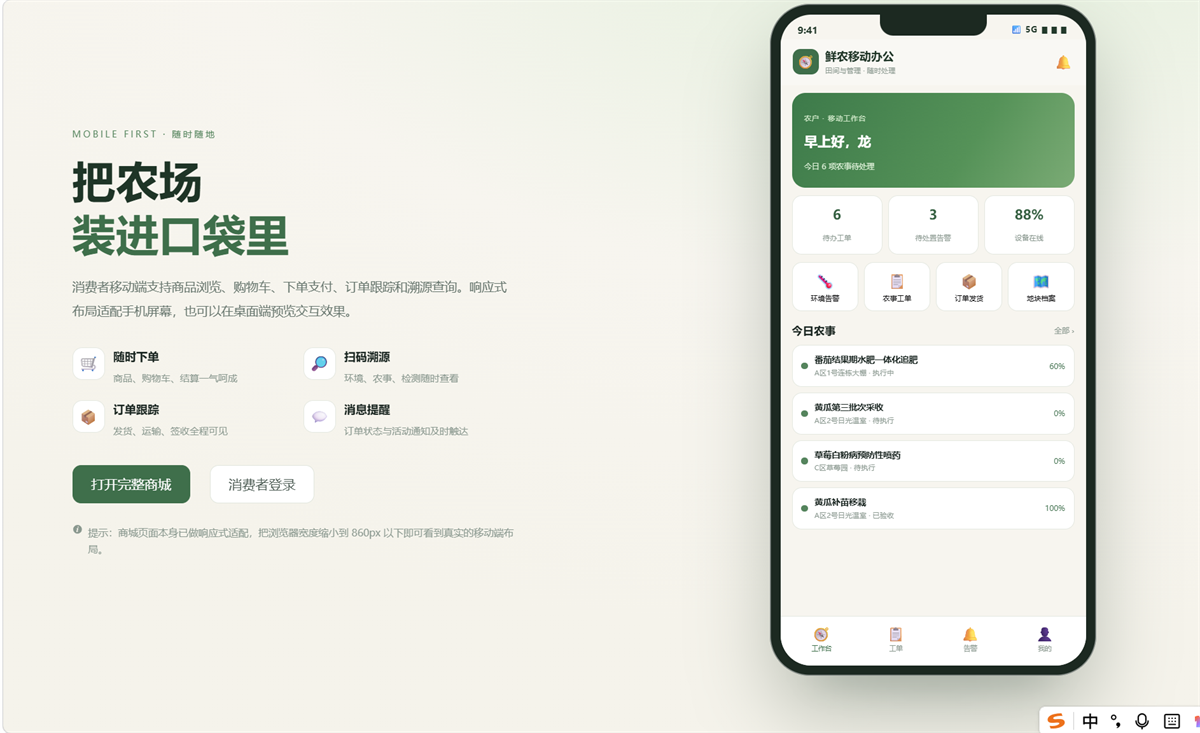 MOBILE FIRST · 随时随地
把农场
装进口袋里
消费者移动端支持商品浏览、购物车、下单支付、订单跟踪和溯源查询。响应式
布局适配手机屏幕，也可以在桌面端预览交互效果。
随时下单
商品、购物车、结算一气呵成
扫码溯源
环境、农事、检测随时查看
订单跟踪
发货、运输、签收全程可见
消息提醒
订单状态与活动通知及时触达
打开完整商城
消费者登录
提示：商城页面本身已做响应式适配，把浏览器宽度缩小到 860px 以下即可看到真实的移动端布
局。
9:41
5G
鲜农移动办公
田间与管理 · 随时处理
农户 · 移动工作台
早上好，龙
今日 6 项农事待处理
6
待办工单
3
待处置告警
88%
设备在线
环境告警
农事工单
订单发货
地块档案
今日农事
全部 ›
番茄结果期水肥一体化追肥
A区1号连栋大棚 · 执行中
60%
黄瓜第三批次采收
A区2号日光温室 · 待执行
0%
草莓白粉病预防性喷药
C区草莓园 · 待执行
0%
黄瓜补苗移栽
A区2号日光温室 · 已验收
100%
工作台
工单
告警
我的
中